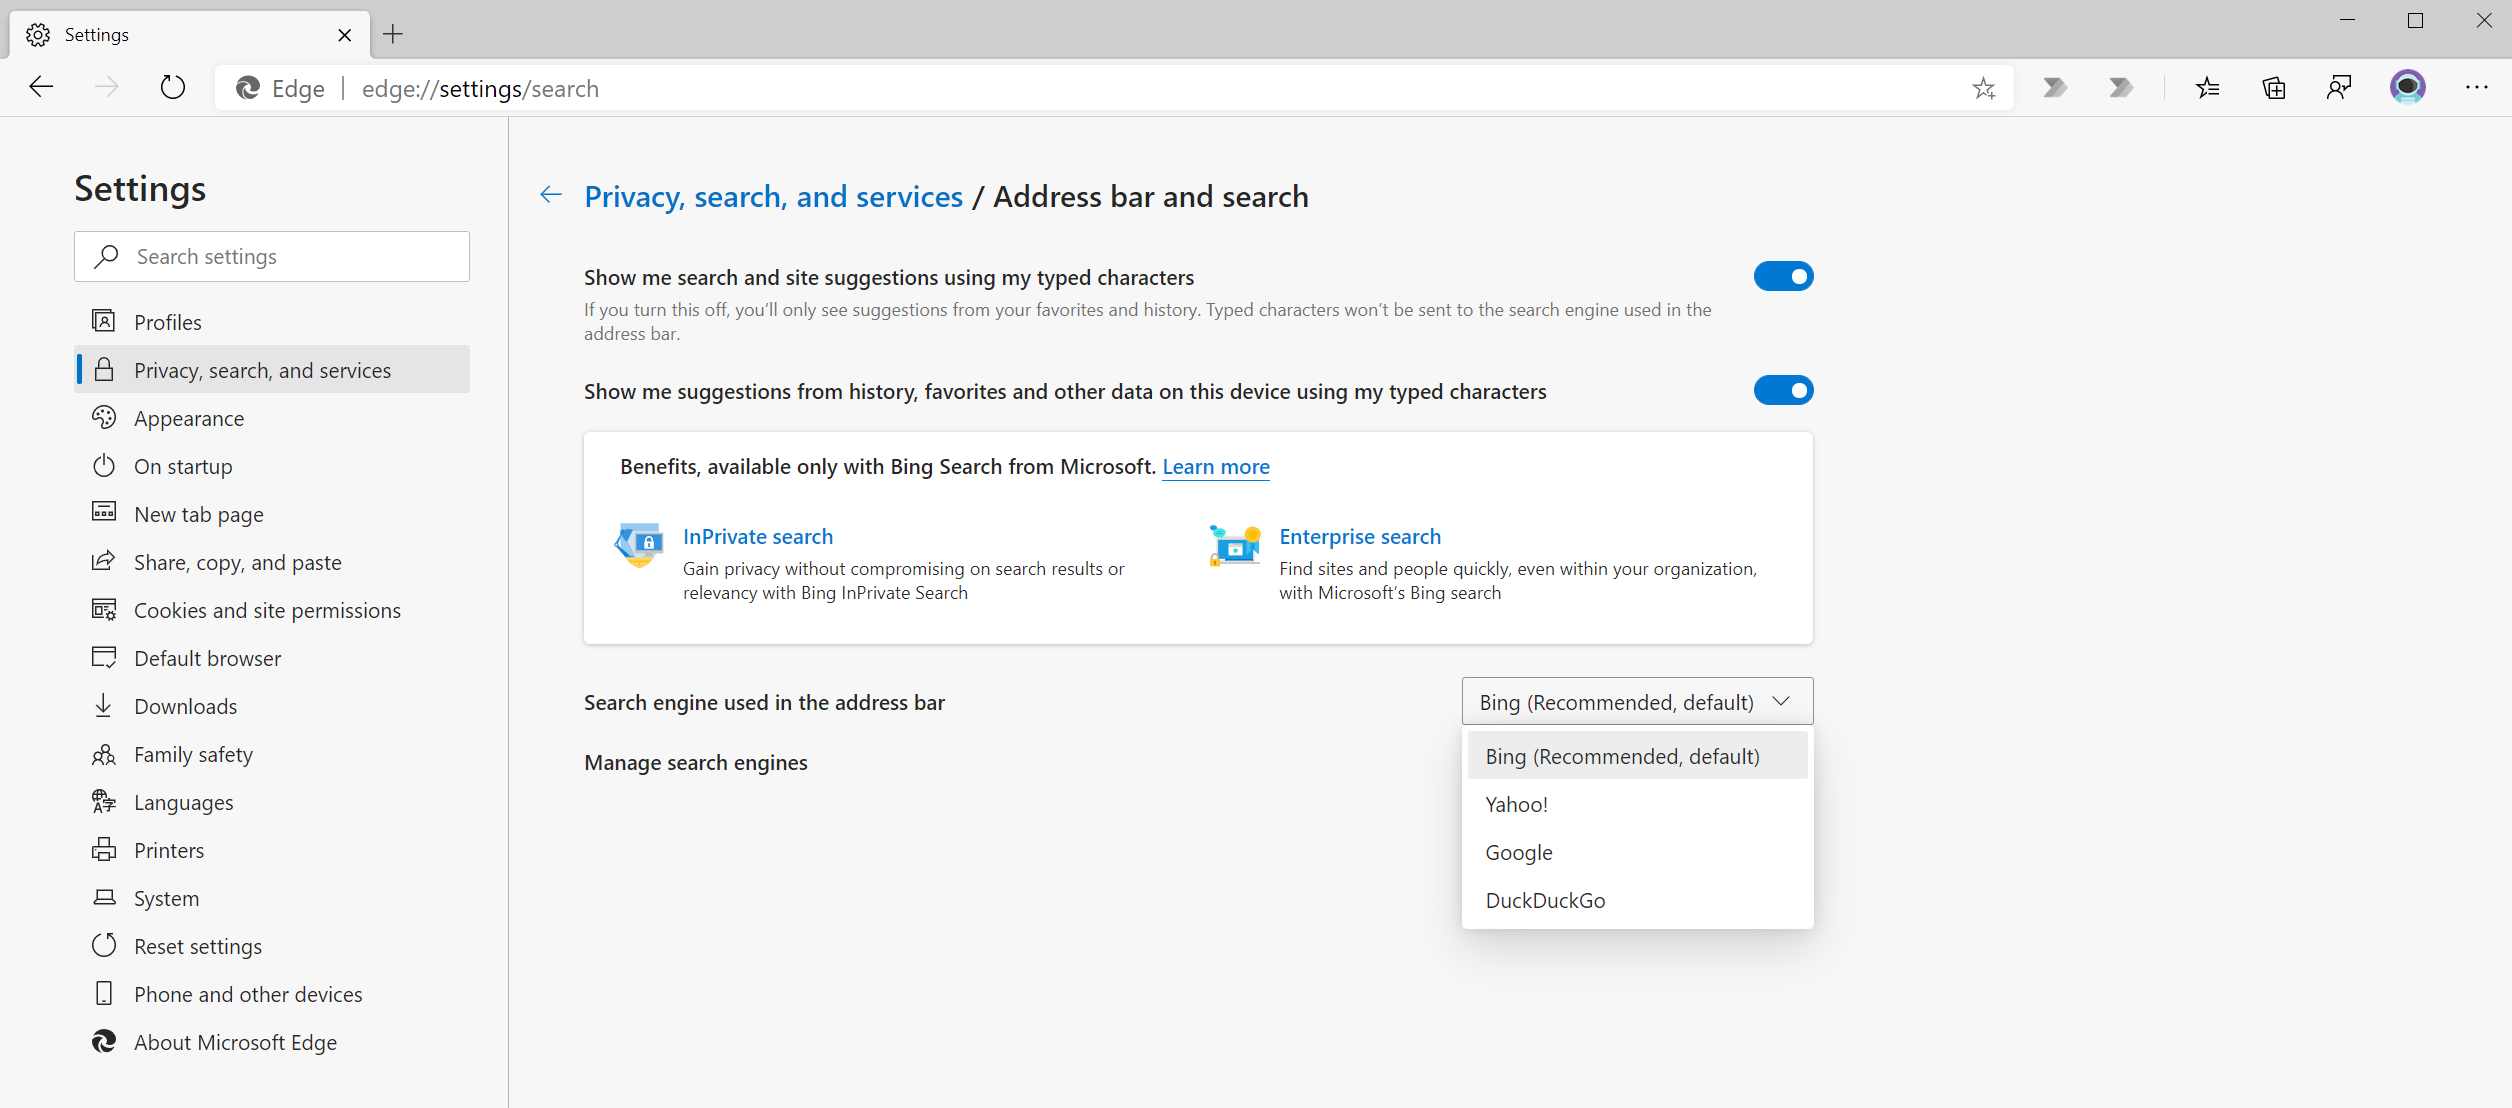 Settings
Edge
edge://settings/search
Settings
Search settings
Profiles
Privacy, search, and services
Appearance
On startup
New tab page
Share, copy, and paste
Cookies and site permissions
Default browser
Downloads
Family safety
Languages
Printers
System
Reset settings
Phone and other devices
About Microsoft Edge
Privacy, search, and services / Address bar and search
Show me search and site suggestions using my typed characters
If you turn this off, you’ll only see suggestions from your favorites and history. Typed characters won’t be sent to the search engine used in the
address bar.
Show me suggestions from history, favorites and other data on this device using my typed characters
Benefits, available only with Bing Search from Microsoft. Learn more
InPrivate search
Gain privacy without compromising on search results or
relevancy with Bing InPrivate Search
Enterprise search
Find sites and people quickly, even within your organization,
with Microsoft’s Bing search
Search engine used in the address bar
Bing (Recommended, default)
Bing (Recommended, default)
Yahoo!
Google
DuckDuckGo
Manage search engines